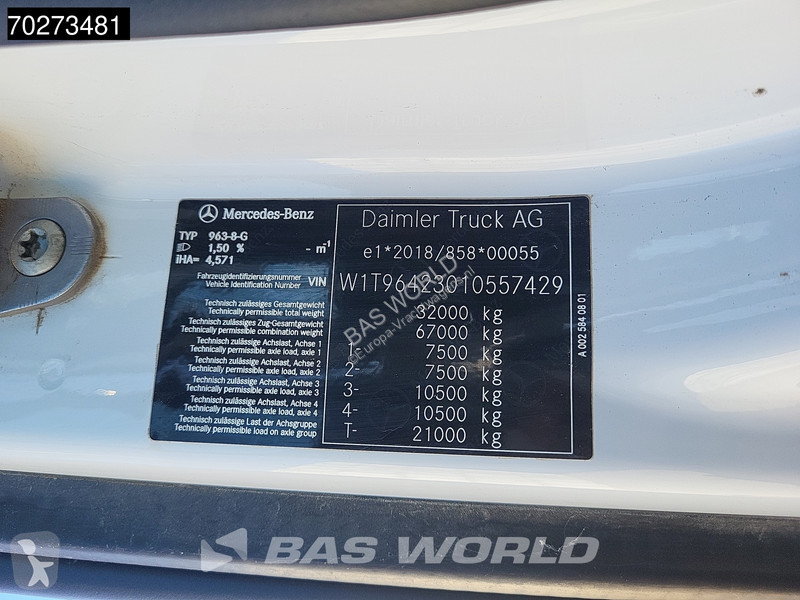 70273481
Mercedes-Benz
TYP 963-8-G
1,50 % - m-1
iHA= 4,571
Fahrzeugidentifizierungsnummer
Vehicle Identification Number VIN
Technisch zulässiges Gesamtgewicht
Technically permissible total weight
Technisch zulässiges Zug-Gesamtgewicht
Technically permissible combination weight
Technisch zulässige Achslast, Achse 1
Technically permissible axle load, axle 1
Technisch zulässige Achslast, Achse 2
Technically permissible axle load, axle 2
Technisch zulässige Achslast, Achse 3
Technically permissible axle load, axle 3
Technisch zulässige Achslast, Achse 4
Technically permissible axle load, axle 4
Technisch zulässige Last der Achsgruppe
Technically permissible load on axle group
Daimler Truck AG
e1*2018/858*00055
W1T96423010557429
32000 kg
67000 kg
1- 7500 kg
2- 7500 kg
3- 10500 kg
4- 10500 kg
T- 21000 kg
A 002 584 08 01
BAS WORLD
©Europa-Vrachtwagens.nl
BAS WORLD